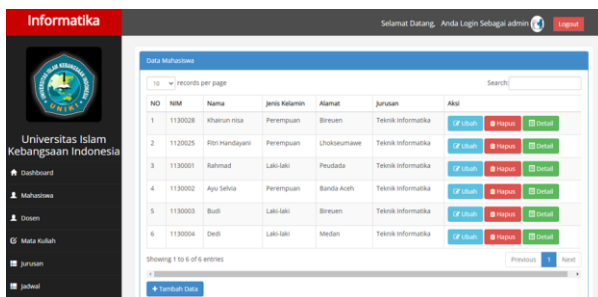 Informatika
Selamat Datang, Anda Login Sebagai admin
Logout
Universitas Islam
Kebangsaan Indonesia
Dashboard
Mahasiswa
Dosen
Mata Kuliah
Jurusan
Jadwal
Data Mahasiswa
10 records per page
Search:
NO NIM Nama Jenis Kelamin Alamat Jurusan Aksi
1 1130028 Khairun nisa Perempuan Bireuen Teknik Informatika Ubah Hapus Detail
2 1120025 Fitri Handayani Perempuan Lhokseumawe Teknik Informatika Ubah Hapus Detail
3 1130001 Rahmad Laki-laki Peudada Teknik Informatika Ubah Hapus Detail
4 1130002 Ayu Selvia Perempuan Banda Aceh Teknik Informatika Ubah Hapus Detail
5 1130003 Budi Laki-laki Bireuen Teknik Informatika Ubah Hapus Detail
6 1130004 Dedi Laki-laki Medan Teknik Informatika Ubah Hapus Detail
Showing 1 to 6 of 6 entries
Previous 1 Next
+ Tambah Data